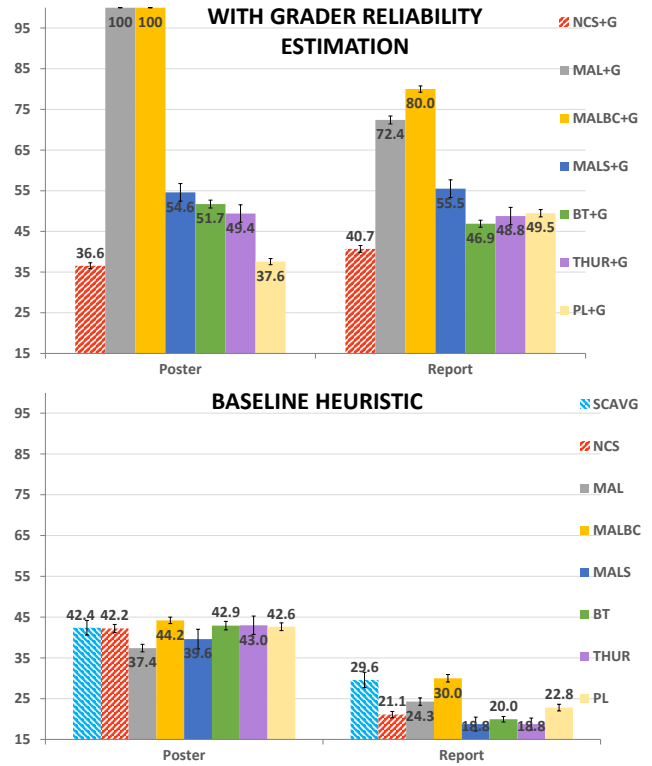 WITH GRADER RELIABILITY
ESTIMATION
95
85
75
65
55
45
35
25
15
36.6
100
100
54.6
51.7
49.4
37.6
40.7
72.4
80.0
55.5
46.9
48.8
49.5
Poster
Report
NCS+G
MAL+G
MALBC+G
MALS+G
BT+G
THUR+G
PL+G
BASELINE HEURISTIC
95
85
75
65
55
45
35
25
15
42.4
42.2
37.4
44.2
39.6
42.9
43.0
42.6
29.6
21.1
24.3
30.0
18.8
20.0
18.8
22.8
Poster
Report
SCAVG
NCS
MAL
MALBC
MALS
BT
THUR
PL